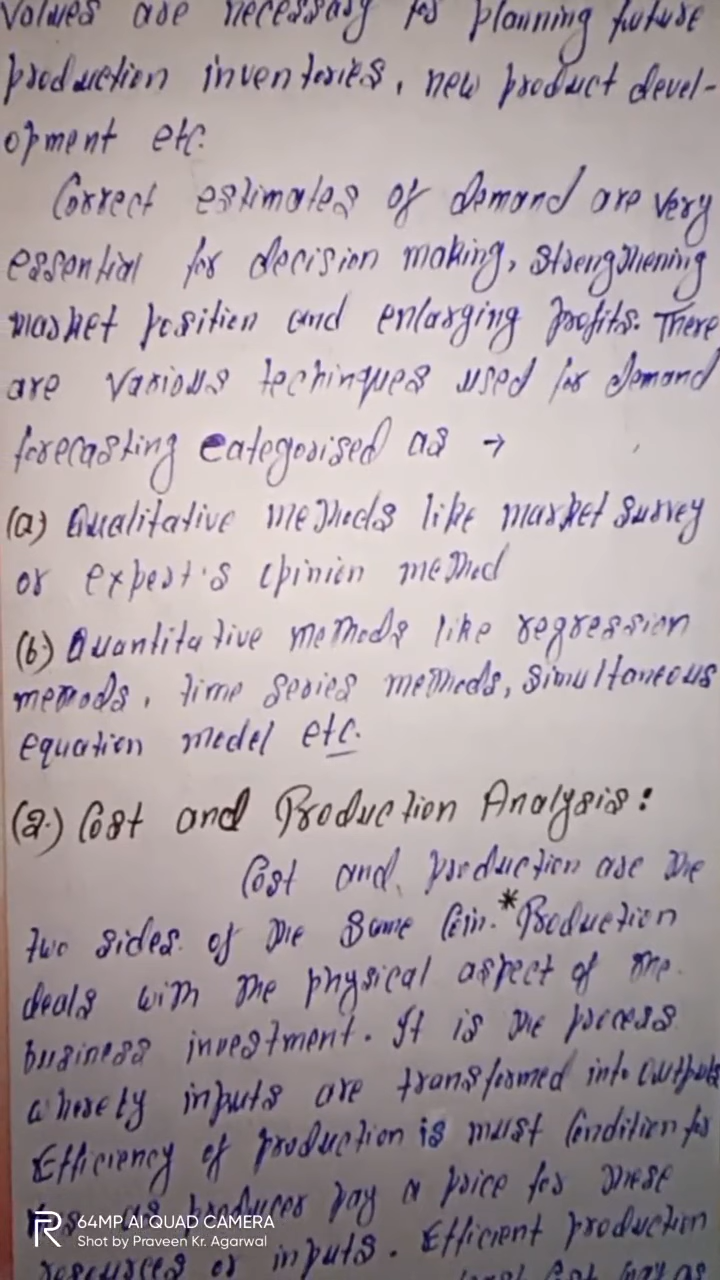 values are necessary for planning future
production inventories, new product devel-
opment etc.
Correct estimates of demand are very
essential for decision making, strengthening
market position and enlarging profits. There
are various techinques used for demand
forecasting categorised as →
(a) Qualitative methods like market survey
or expert's opinion method
(b) Quantitative methods like regression
methods, time series methods, simultaneous
equation model etc.
(2.) Cost and Production Analysis:
Cost and production are the
two sides of the same Coin. *Production
deals with the physical aspect of the
business investment. It is the process
whereby inputs are transformed into outputs
Efficiency of production is must Condition for
producer pay a price for these
resources or inputs. Efficient production
may as
64MP AI QUAD CAMERA
Shot by Praveen Kr. Agarwal